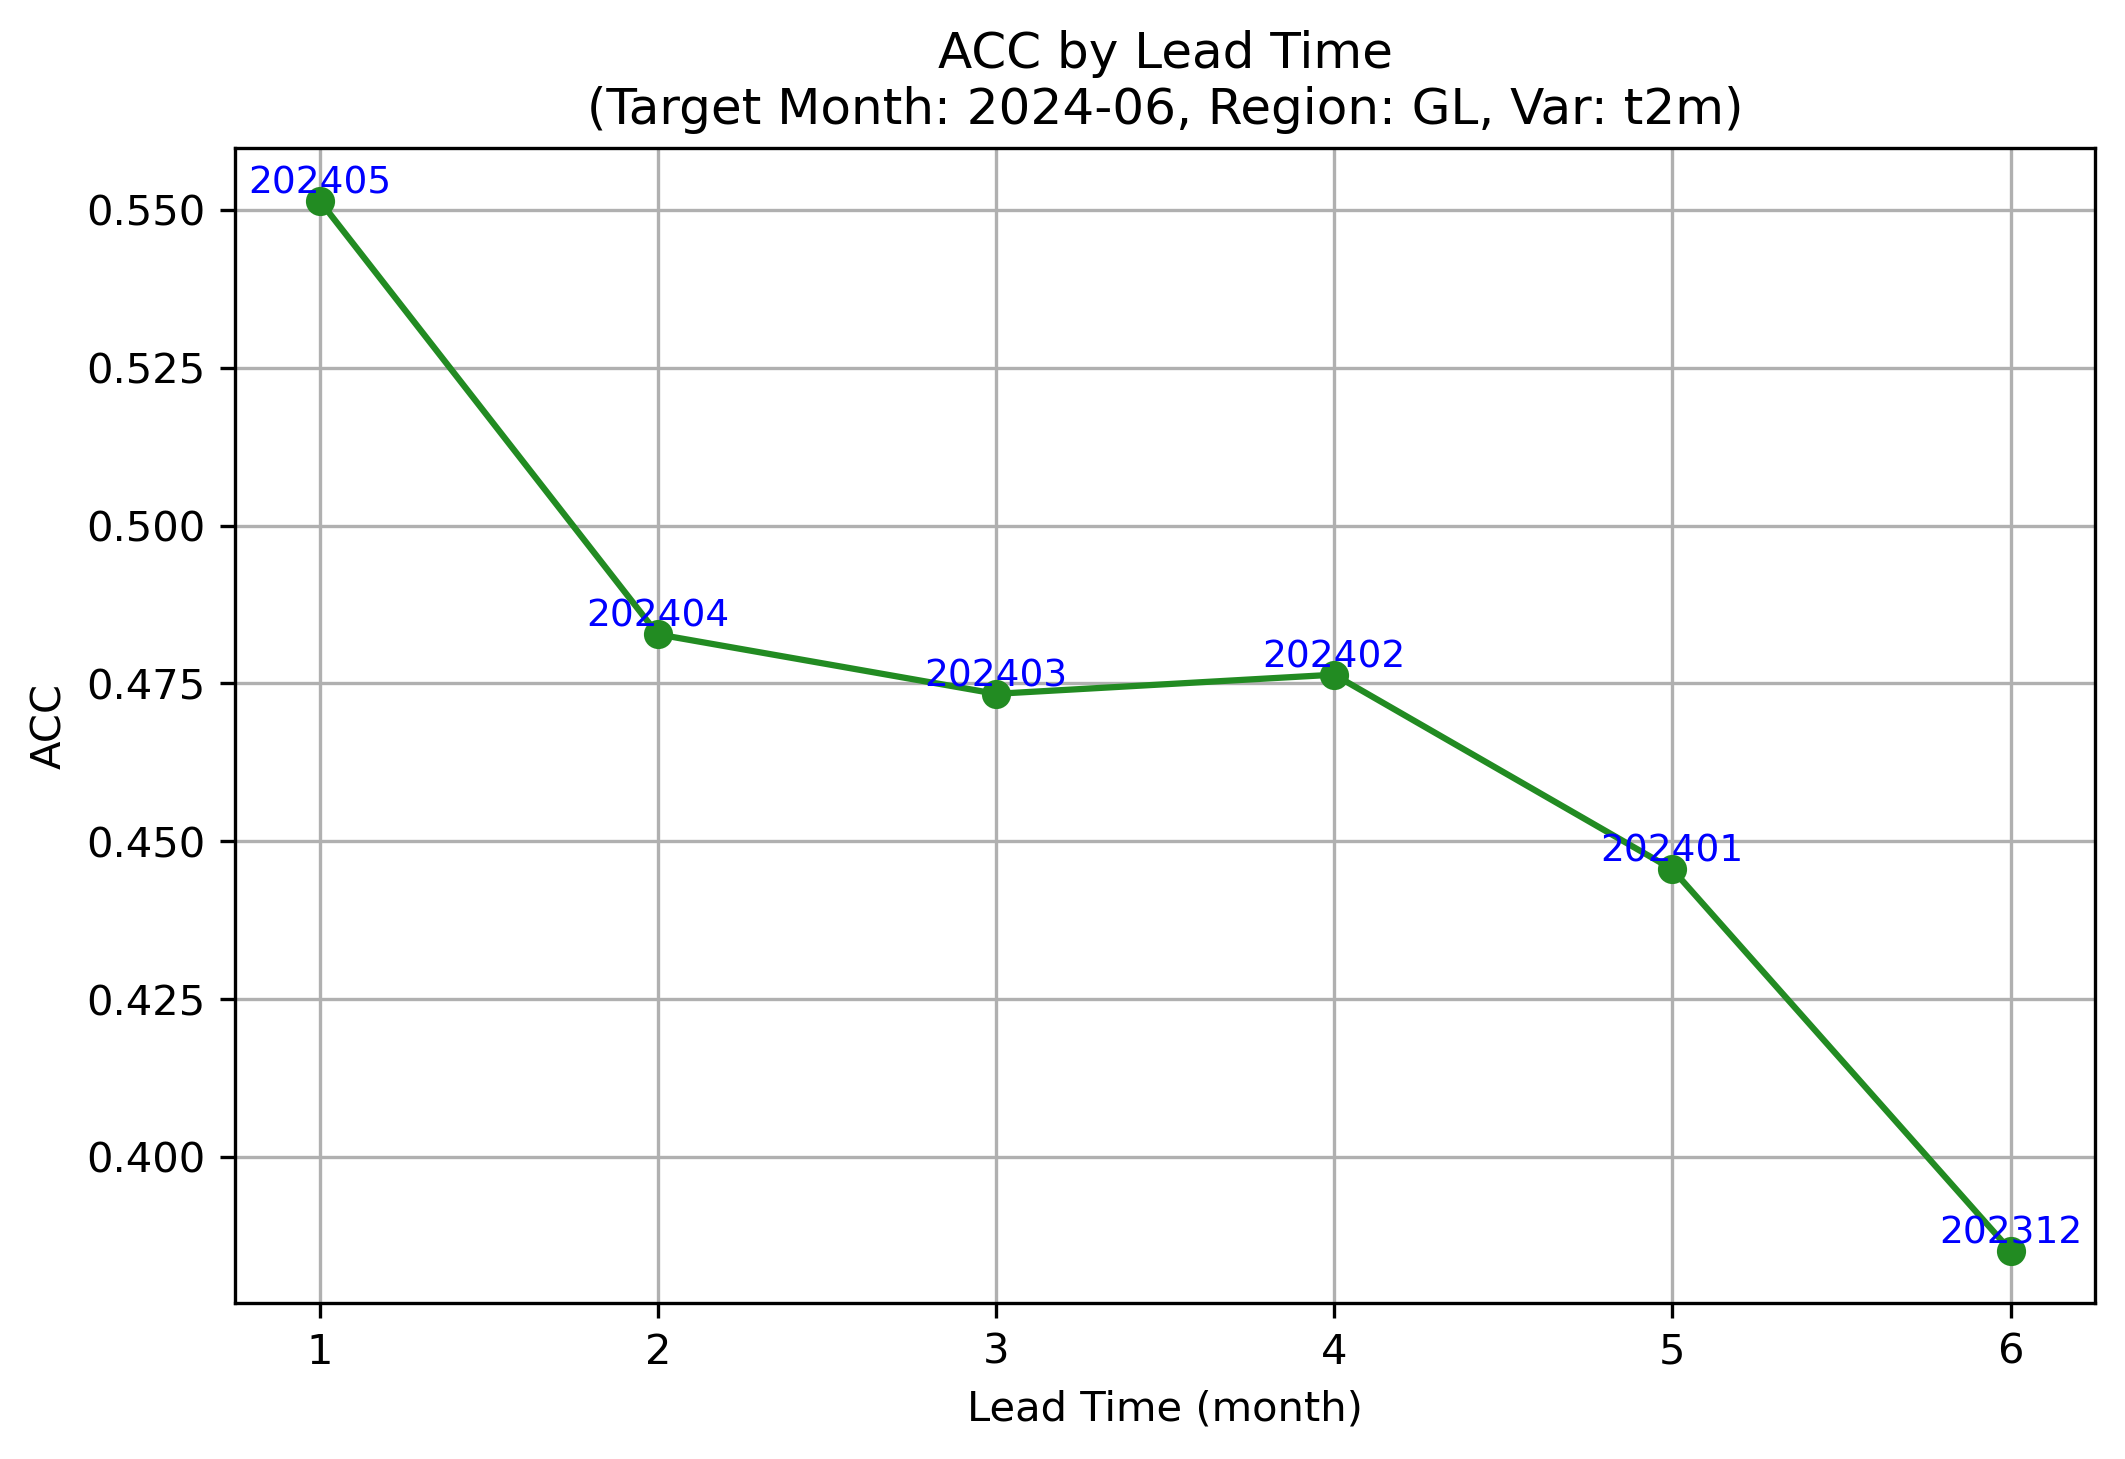 ACC by Lead Time
(Target Month: 2024-06, Region: GL, Var: t2m)
202405
0.550
0.525
0.500
202404
202402
202403
0.475
ACC
0.450
202401
0.425
0.400
202312
1 2 3 4 5 6
Lead Time (month)